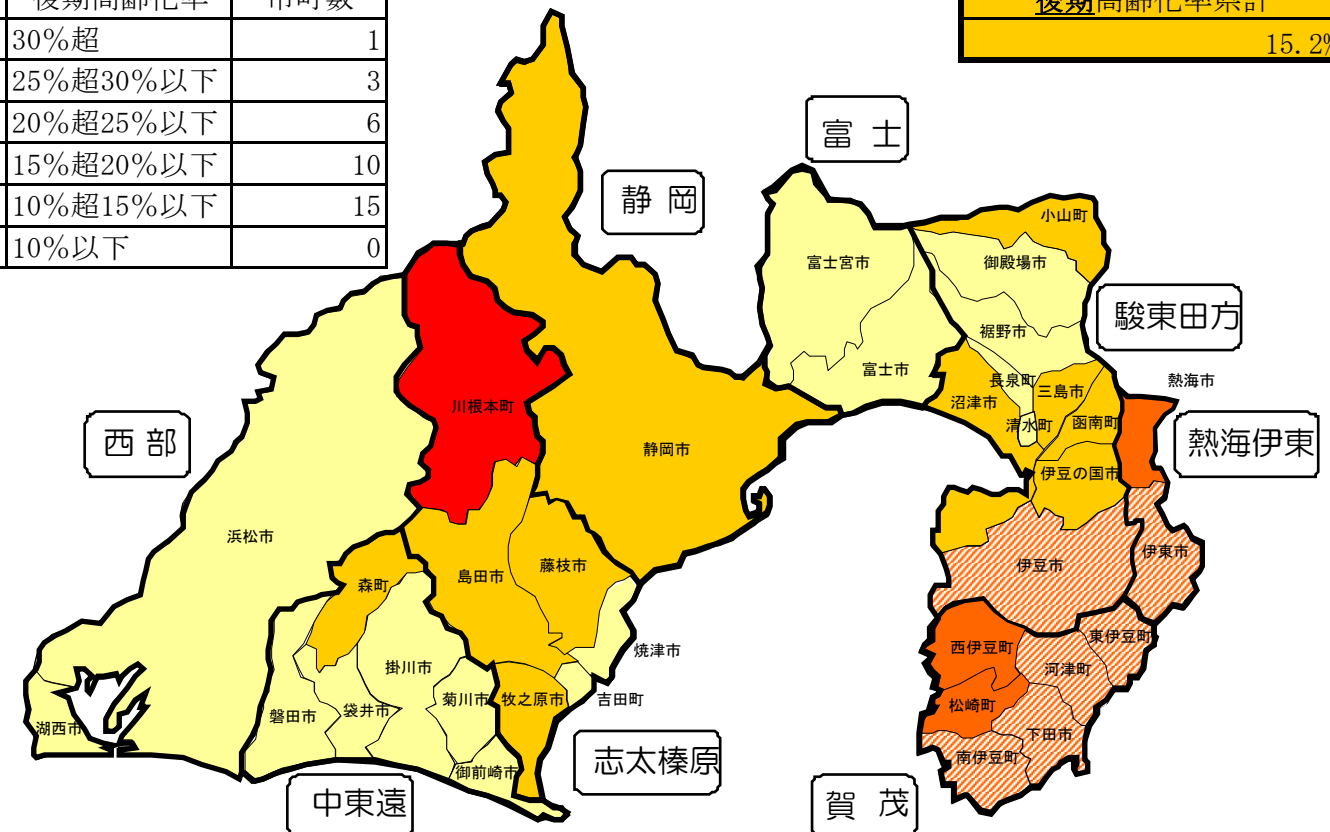 後期高齢化率 市町数
30%超 1
25%超30%以下 3
20%超25%以下 6
15%超20%以下 10
10%超15%以下 15
10%以下 0
後期高齢化率県計
15.2%
富士
静岡
小山町
富士宮市
御殿場市
駿東田方
裾野市
富士市
長泉町
三島市
熱海市
沼津市
川根本町
清水町
函南町
西部
静岡市
熱海伊東
伊豆の国市
浜松市
伊東市
藤枝市
伊豆市
島田市
森町
東伊豆町
西伊豆町
焼津市
掛川市
河津町
菊川市
牧之原市
吉田町
松崎町
袋井市
磐田市
湖西市
下田市
南伊豆町
志太榛原
御前崎市
中東遠
賀茂